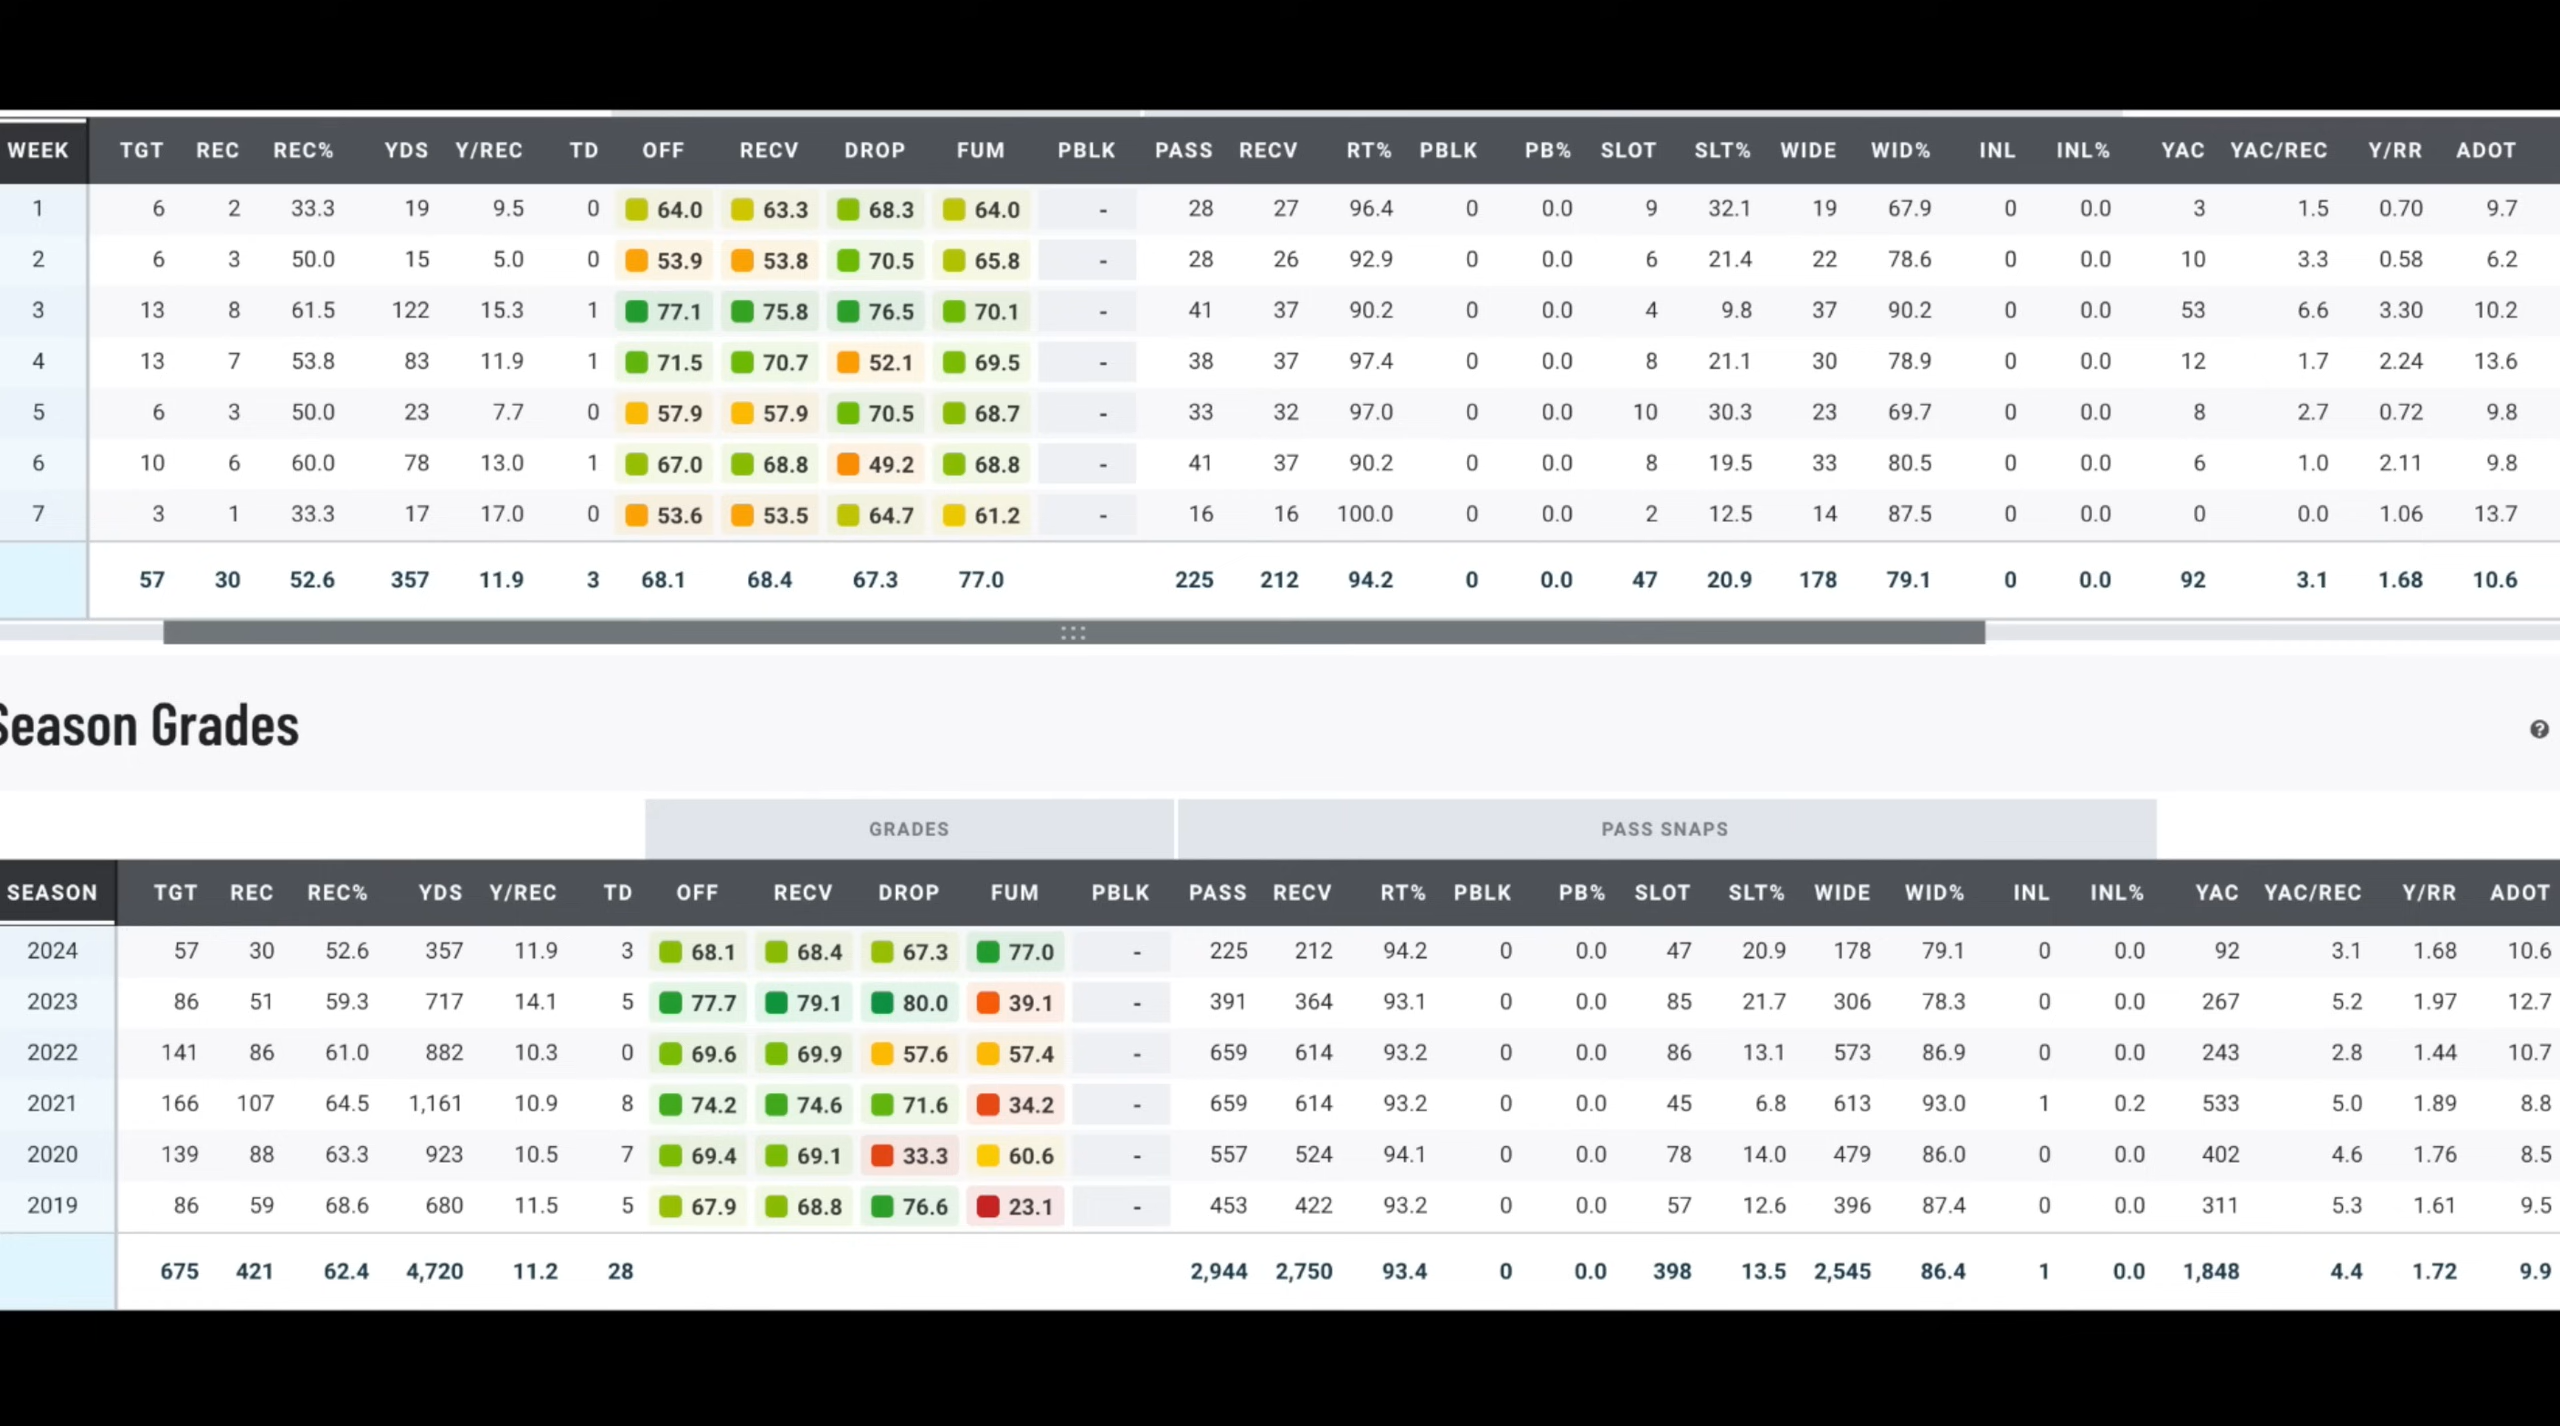 WEEK TGT REC REC% YDS Y/REC TD OFF RECV DROP FUM PBLK PASS RECV RT% PBLK PB% SLOT SLT% WIDE WID% INL INL% YAC YAC/REC Y/RR ADOT
1 6 2 33.3 19 9.5 0 64.0 63.3 68.3 64.0 - 28 27 96.4 0 0.0 9 32.1 19 67.9 0 0.0 3 1.5 0.70 9.7
2 6 3 50.0 15 5.0 0 53.9 53.8 70.5 65.8 - 28 26 92.9 0 0.0 6 21.4 22 78.6 0 0.0 10 3.3 0.58 6.2
3 13 8 61.5 122 15.3 1 77.1 75.8 76.5 70.1 - 41 37 90.2 0 0.0 4 9.8 37 90.2 0 0.0 53 6.6 3.30 10.2
4 13 7 53.8 83 11.9 1 71.5 70.7 52.1 69.5 - 38 37 97.4 0 0.0 8 21.1 30 78.9 0 0.0 12 1.7 2.24 13.6
5 6 3 50.0 23 7.7 0 57.9 57.9 70.5 68.7 - 33 32 97.0 0 0.0 10 30.3 23 69.7 0 0.0 8 2.7 0.72 9.8
6 10 6 60.0 78 13.0 1 67.0 68.8 49.2 68.8 - 41 37 90.2 0 0.0 8 19.5 33 80.5 0 0.0 6 1.0 2.11 9.8
7 3 1 33.3 17 17.0 0 53.6 53.5 64.7 61.2 - 16 16 100.0 0 0.0 2 12.5 14 87.5 0 0.0 0 0.0 1.06 13.7
57 30 52.6 357 11.9 3 68.1 68.4 67.3 77.0 225 212 94.2 0 0.0 47 20.9 178 79.1 0 0.0 92 3.1 1.68 10.6
Season Grades ?
GRADES PASS SNAPS
SEASON TGT REC REC% YDS Y/REC TD OFF RECV DROP FUM PBLK PASS RECV RT% PBLK PB% SLOT SLT% WIDE WID% INL INL% YAC YAC/REC Y/RR ADOT
2024 57 30 52.6 357 11.9 3 68.1 68.4 67.3 77.0 - 225 212 94.2 0 0.0 47 20.9 178 79.1 0 0.0 92 3.1 1.68 10.6
2023 86 51 59.3 717 14.1 5 77.7 79.1 80.0 39.1 - 391 364 93.1 0 0.0 85 21.7 306 78.3 0 0.0 267 5.2 1.97 12.7
2022 141 86 61.0 882 10.3 0 69.6 69.9 57.6 57.4 - 659 614 93.2 0 0.0 86 13.1 573 86.9 0 0.0 243 2.8 1.44 10.7
2021 166 107 64.5 1,161 10.9 8 74.2 74.6 71.6 34.2 - 659 614 93.2 0 0.0 45 6.8 613 93.0 1 0.2 533 5.0 1.89 8.8
2020 139 88 63.3 923 10.5 7 69.4 69.1 33.3 60.6 - 557 524 94.1 0 0.0 78 14.0 479 86.0 0 0.0 402 4.6 1.76 8.5
2019 86 59 68.6 680 11.5 5 67.9 68.8 76.6 23.1 - 453 422 93.2 0 0.0 57 12.6 396 87.4 0 0.0 311 5.3 1.61 9.5
675 421 62.4 4,720 11.2 28 2,944 2,750 93.4 0 0.0 398 13.5 2,545 86.4 1 0.0 1,848 4.4 1.72 9.9